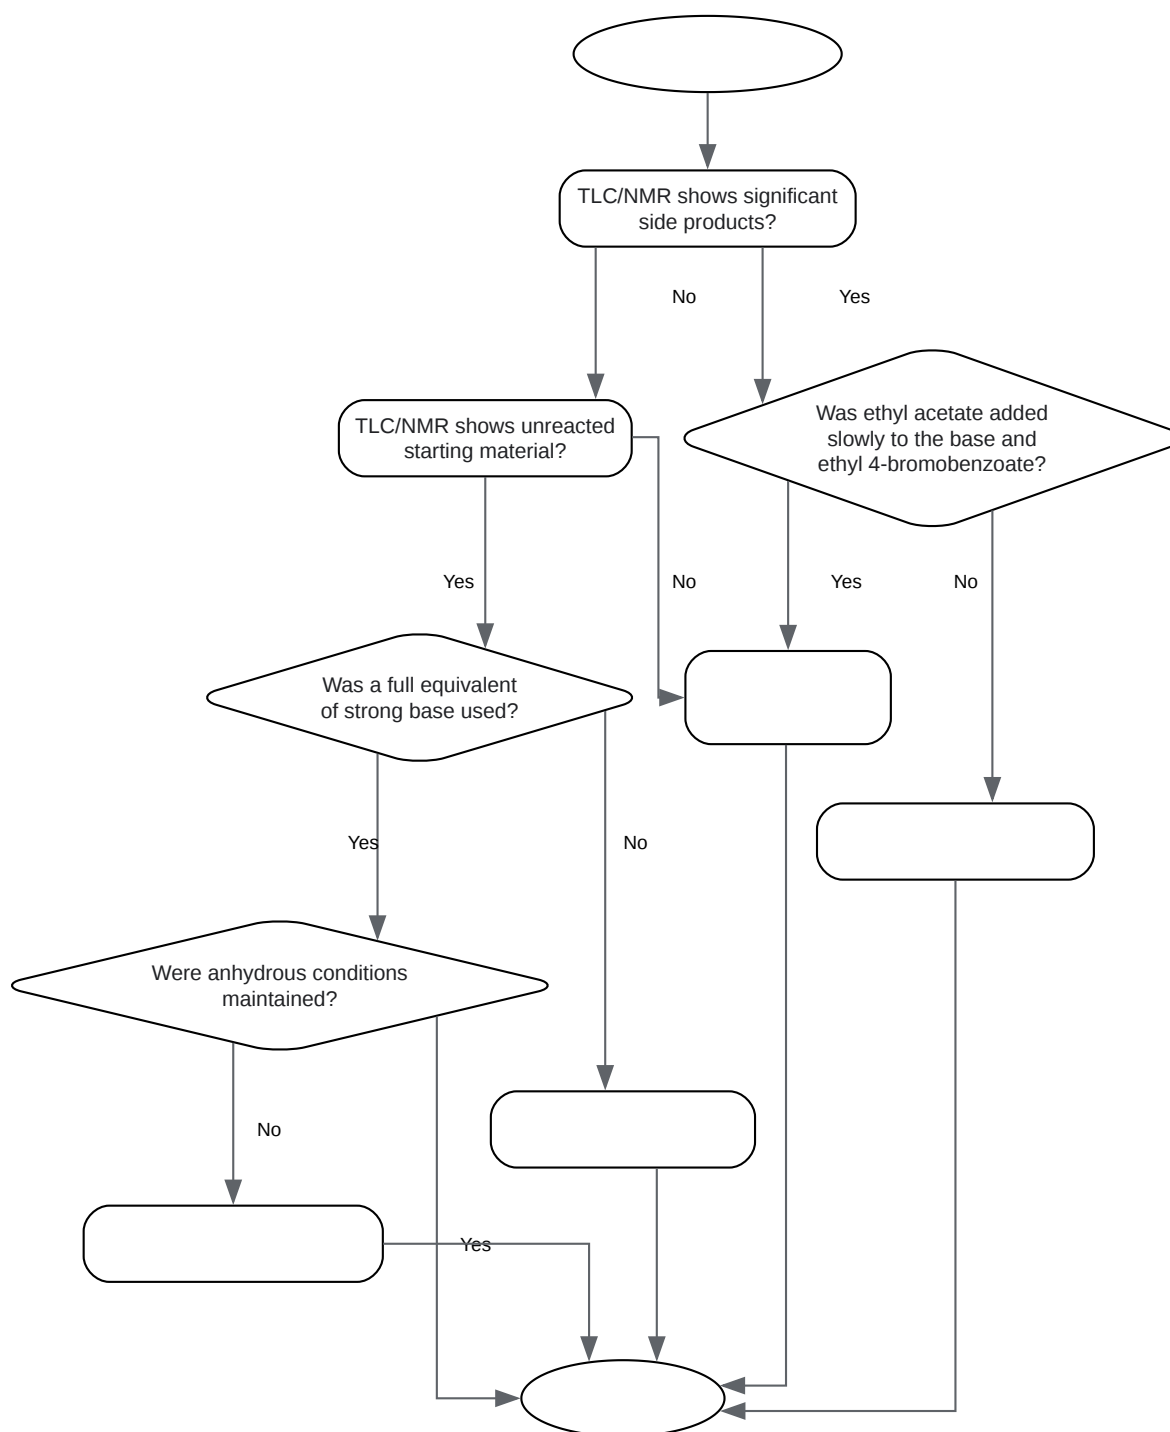 TLC/NMR shows significant
side products?
No
Yes
TLC/NMR shows unreacted
starting material?
Was ethyl acetate added
slowly to the base and
ethyl 4-bromobenzoate?
Yes
No
Yes
No
Was a full equivalent
of strong base used?
Yes
No
Were anhydrous conditions
maintained?
No
Yes